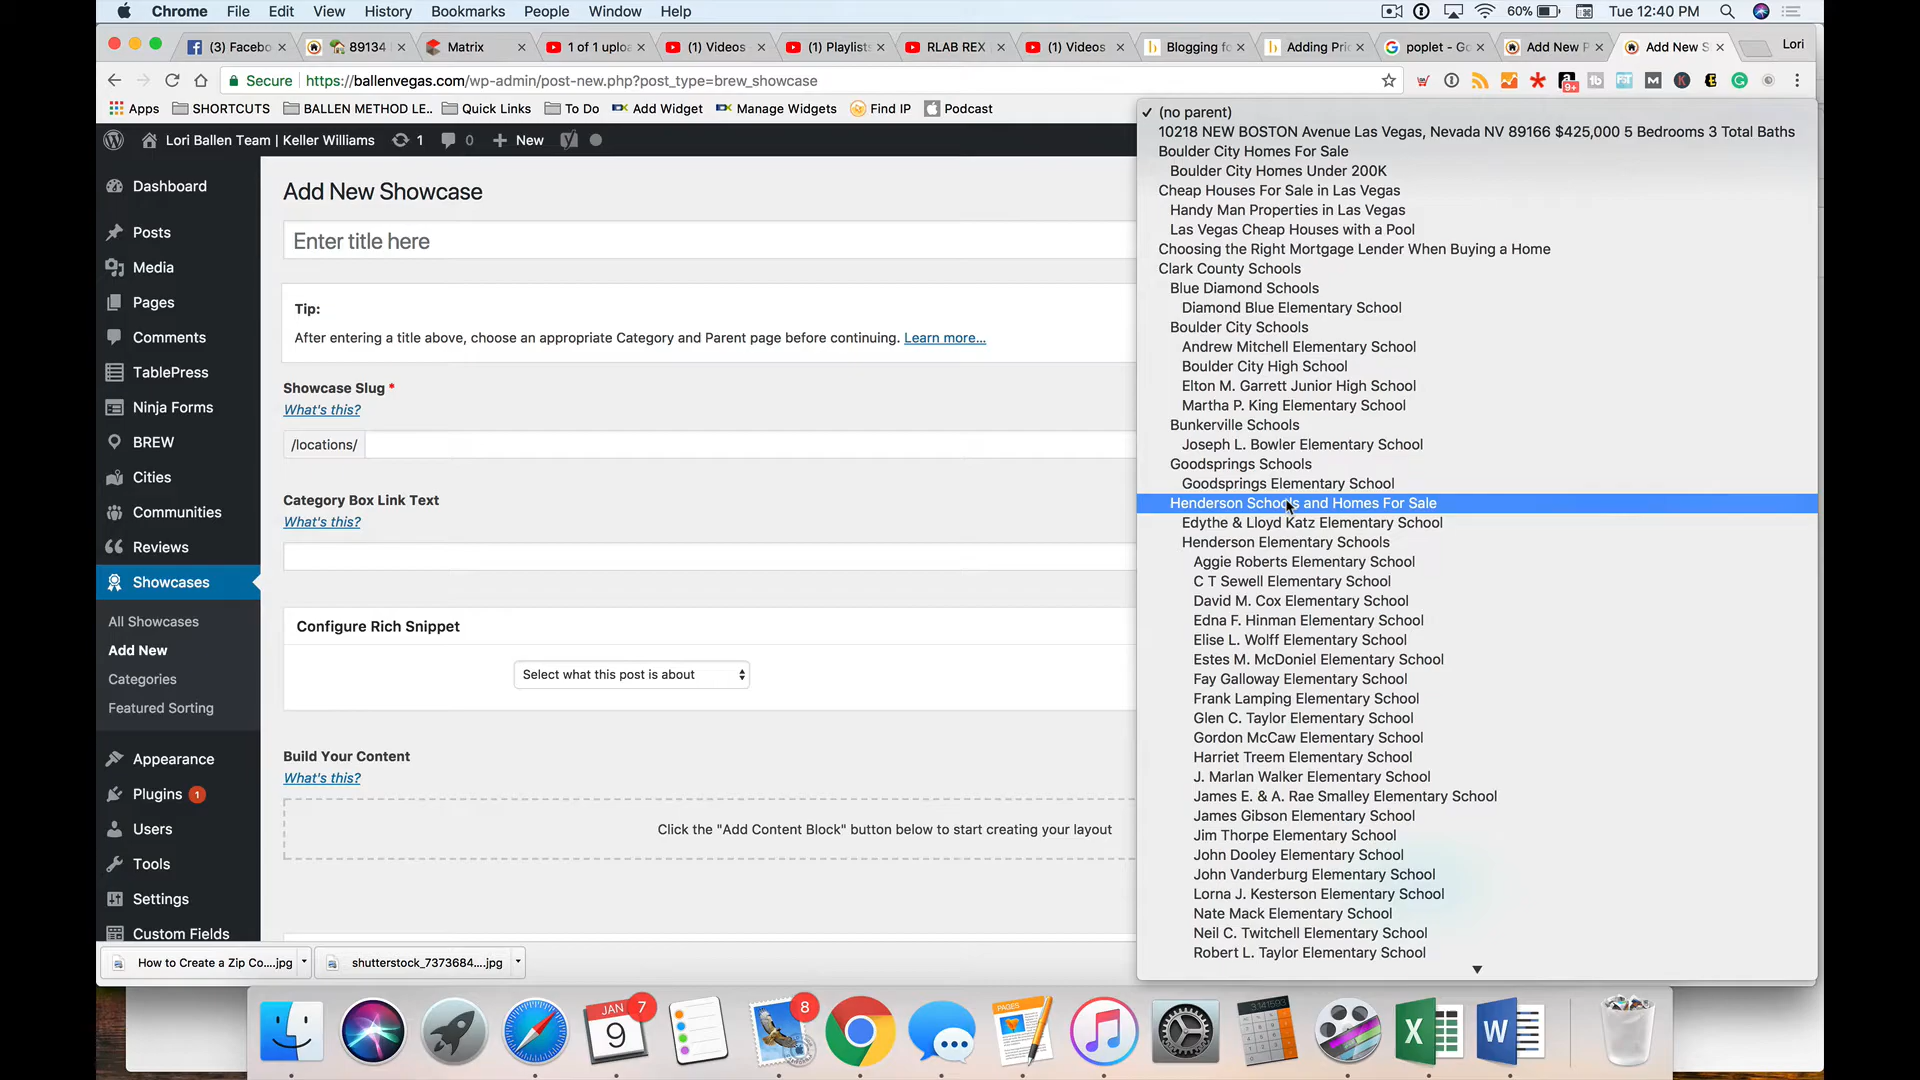 Chrome File Edit View History Bookmarks People Window Help 60% Tue 12:40 PM
(3) Facebo 89134 Matrix 1 of 1 uploa (1) Videos (1) Playlists RLAB REX (1) Videos Blogging fo Adding Pric poplet - Go Add New P Add New S Lori
Secure https://ballenvegas.com/wp-admin/post-new.php?post_type=brew_showcase
Apps SHORTCUTS BALLEN METHOD LE.. Quick Links To Do Add Widget Manage Widgets Find IP Podcast
Lori Ballen Team | Keller Williams 1 0 New
Dashboard
Posts
Media
Pages
Comments
TablePress
Ninja Forms
BREW
Cities
Communities
Reviews
Showcases
All Showcases
Add New
Categories
Featured Sorting
Appearance
Plugins 1
Users
Tools
Settings
Custom Fields
Add New Showcase
Enter title here
Tip:
After entering a title above, choose an appropriate Category and Parent page before continuing. Learn more...
Showcase Slug *
What's this?
/locations/
Category Box Link Text
What's this?
Configure Rich Snippet
Select what this post is about
Build Your Content
What's this?
Click the "Add Content Block" button below to start creating your layout
✓ (no parent)
10218 NEW BOSTON Avenue Las Vegas, Nevada NV 89166 $425,000 5 Bedrooms 3 Total Baths
Boulder City Homes For Sale
Boulder City Homes Under 200K
Cheap Houses For Sale in Las Vegas
Handy Man Properties in Las Vegas
Las Vegas Cheap Houses with a Pool
Choosing the Right Mortgage Lender When Buying a Home
Clark County Schools
Blue Diamond Schools
Diamond Blue Elementary School
Boulder City Schools
Andrew Mitchell Elementary School
Boulder City High School
Elton M. Garrett Junior High School
Martha P. King Elementary School
Bunkerville Schools
Joseph L. Bowler Elementary School
Goodsprings Schools
Goodsprings Elementary School
Henderson Schools and Homes For Sale
Edythe & Lloyd Katz Elementary School
Henderson Elementary Schools
Aggie Roberts Elementary School
C T Sewell Elementary School
David M. Cox Elementary School
Edna F. Hinman Elementary School
Elise L. Wolff Elementary School
Estes M. McDoniel Elementary School
Fay Galloway Elementary School
Frank Lamping Elementary School
Glen C. Taylor Elementary School
Gordon McCaw Elementary School
Harriet Treem Elementary School
J. Marlan Walker Elementary School
James E. & A. Rae Smalley Elementary School
James Gibson Elementary School
Jim Thorpe Elementary School
John Dooley Elementary School
John Vanderburg Elementary School
Lorna J. Kesterson Elementary School
Nate Mack Elementary School
Neil C. Twitchell Elementary School
Robert L. Taylor Elementary School
How to Create a Zip Co....jpg shutterstock_7373684....jpg
JAN 9 7 8 PAGES